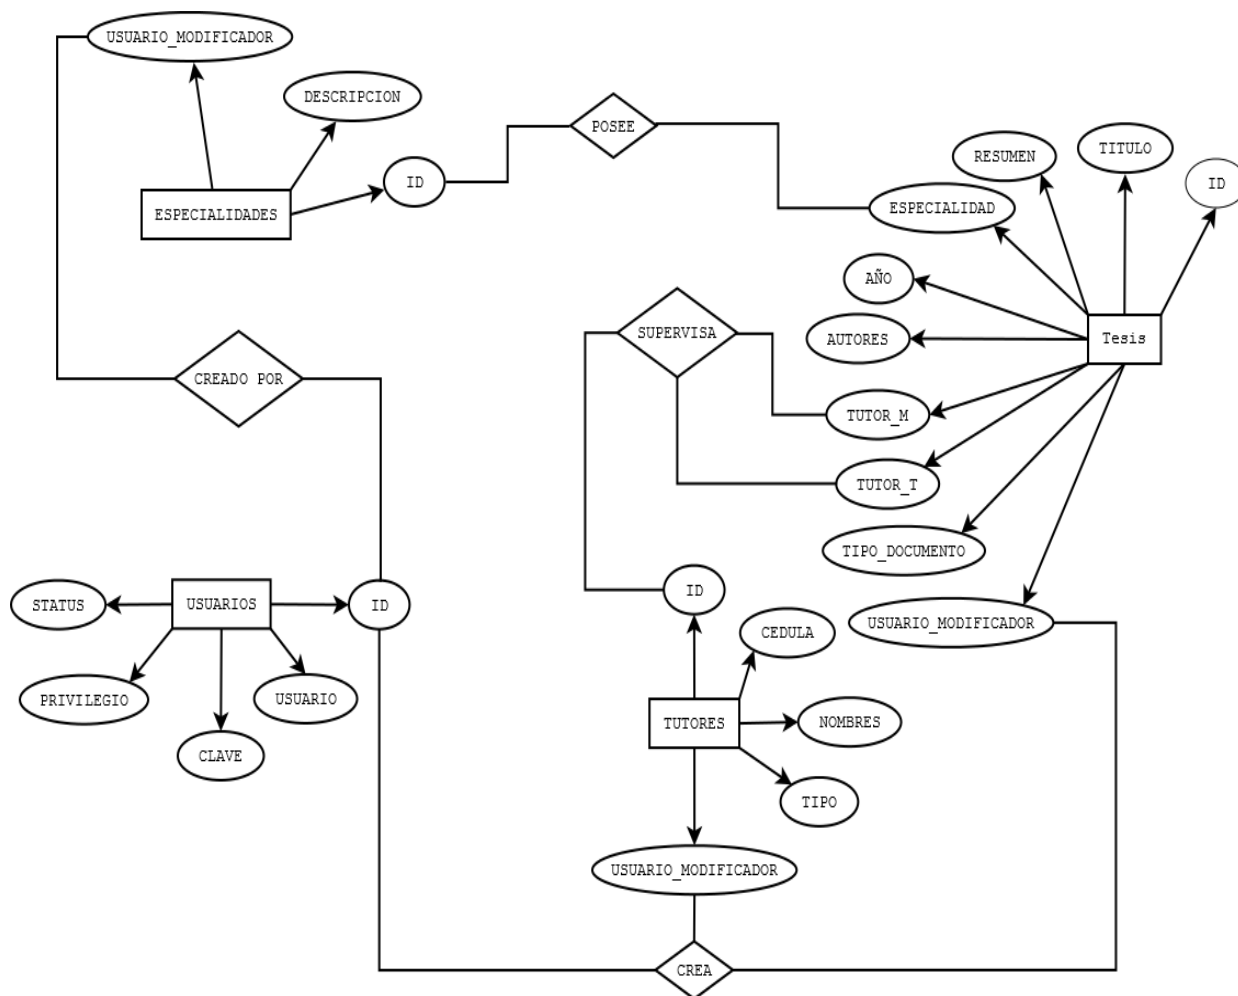 USUARIO_MODIFICADOR
DESCRIPCION
POSEE
RESUMEN
TITULO
ID
ID
ESPECIALIDADES
ESPECIALIDAD
AÑO
SUPERVISA
AUTORES
Tesis
CREADO POR
TUTOR_M
TUTOR_T
TIPO_DOCUMENTO
STATUS
USUARIOS
ID
ID
USUARIO_MODIFICADOR
CEDULA
PRIVILEGIO
USUARIO
TUTORES
NOMBRES
CLAVE
TIPO
USUARIO_MODIFICADOR
CREA